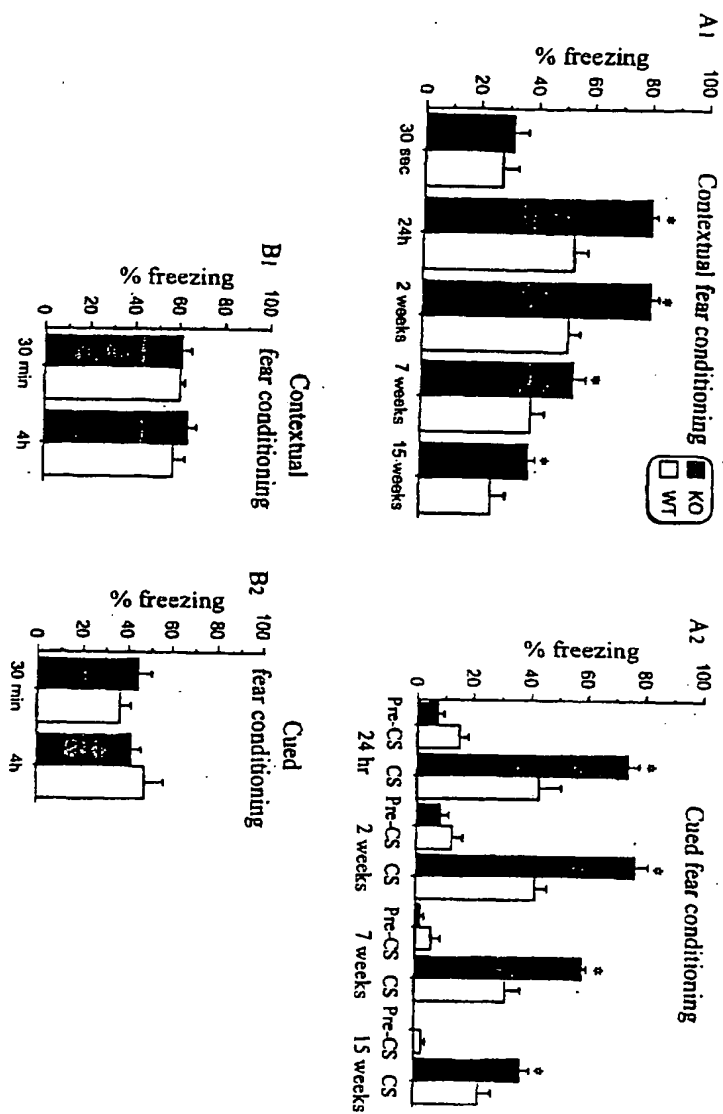 A1
Contextual fear conditioning
KO
WT
% freezing
0 20 40 60 80 100
30 sec 24h 2 weeks 7 weeks 15 weeks
* * * *
A2
Cued fear conditioning
% freezing
0 20 40 60 80 100
Pre-CS CS Pre-CS CS Pre-CS CS Pre-CS CS
24 hr 2 weeks 7 weeks 15 weeks
* * * *
B1
Contextual
fear conditioning
% freezing
0 20 40 60 80 100
30 min 4h
B2
Cued
fear conditioning
% freezing
0 20 40 60 80 100
30 min 4h